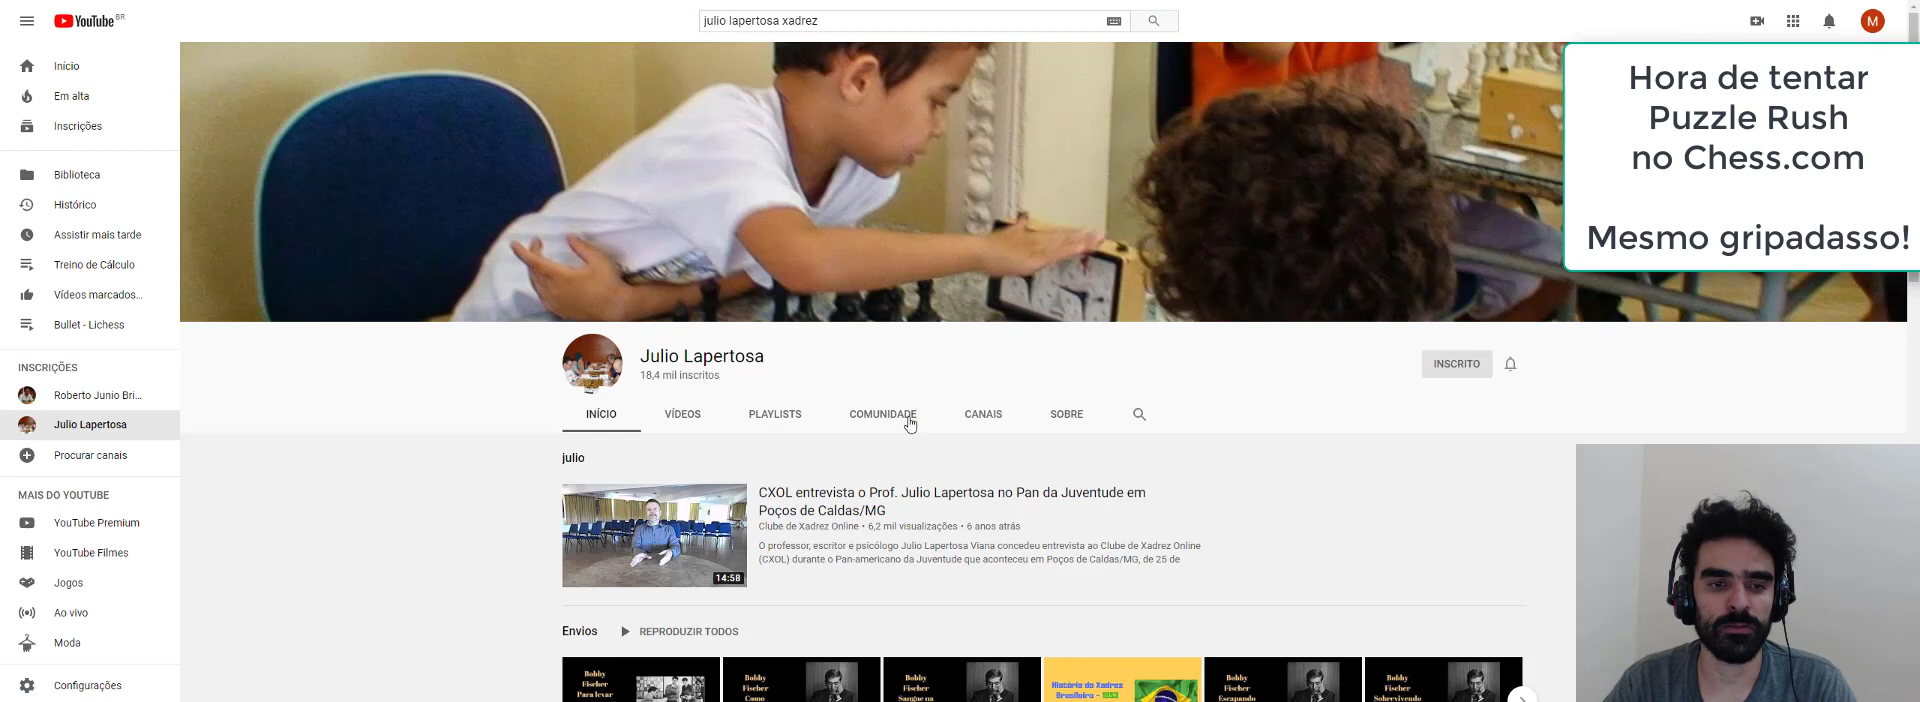 YouTube BR
julio lapertosa xadrez
M
Início
Em alta
Inscrições
Biblioteca
Histórico
Assistir mais tarde
Treino de Cálculo
Vídeos marcados...
Bullet - Lichess
INSCRIÇÕES
Roberto Junio Bri...
Julio Lapertosa
Procurar canais
MAIS DO YOUTUBE
YouTube Premium
YouTube Filmes
Jogos
Ao vivo
Moda
Configurações
Hora de tentar
Puzzle Rush
no Chess.com
Mesmo gripadasso!
Julio Lapertosa
18,4 mil inscritos
INSCRITO
INÍCIO
VÍDEOS
PLAYLISTS
COMUNIDADE
CANAIS
SOBRE
julio
14:58
CXOL entrevista o Prof. Julio Lapertosa no Pan da Juventude em
Poços de Caldas/MG
Clube de Xadrez Online • 6,2 mil visualizações • 6 anos atrás
O professor, escritor e psicólogo Julio Lapertosa Viana concedeu entrevista ao Clube de Xadrez Online
(CXOL) durante o Pan-americano da Juventude que aconteceu em Poços de Caldas/MG, de 25 de
Envios
REPRODUZIR TODOS
Bobby
Fischer
Para levar
Bobby
Fischer
Como
Bobby
Fischer
Sangue na
História do Xadrez
Brasileiro - 1953
Bobby
Fischer
Escapando
Bobby
Fischer
Sobrevivendo